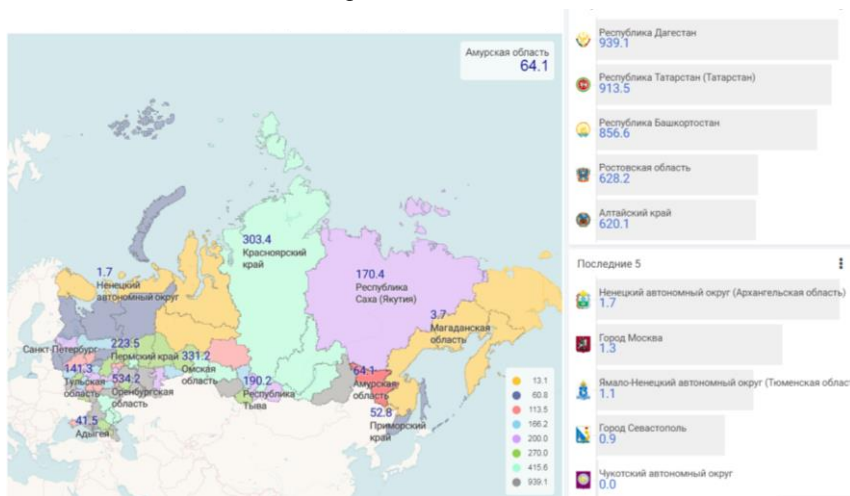 Амурская область
64.1
303.4
Красноярский
край
170.4
Республика
Саха (Якутия)
1.7
Ненецкий
автономный округ
3.7
Магаданская
область
Санкт-Петербург
223.5
Пермский край
331.2
Омская
область
141.3
Тульская
область
534.2
Оренбургская
область
190.2
Республика
Тыва
64.1
Амурская
область
52.8
Приморский
край
41.5
Адыгея
13.1
60.8
113.5
166.2
200.0
270.0
415.6
939.1
Республика Дагестан
939.1
Республика Татарстан (Татарстан)
913.5
Республика Башкортостан
856.6
Ростовская область
628.2
Алтайский край
620.1
Последние 5
Ненецкий автономный округ (Архангельская область)
1.7
Город Москва
1.3
Ямало-Ненецкий автономный округ (Тюменская облас
1.1
Город Севастополь
0.9
Чукотский автономный округ
0.0